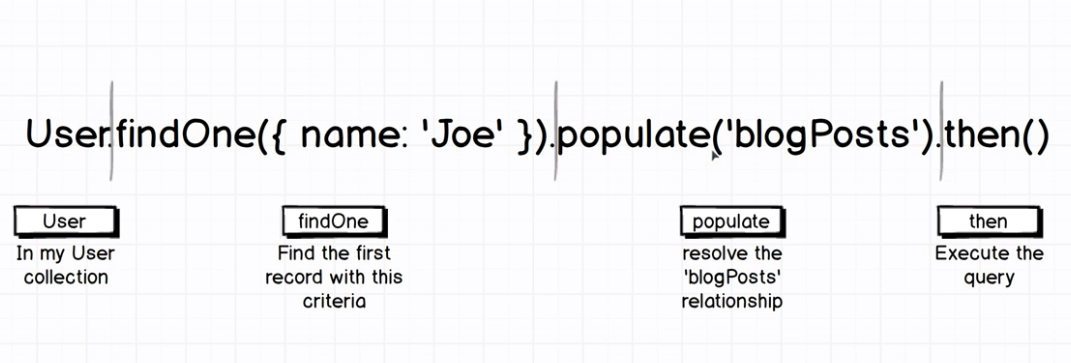 User.findOne({ name: 'Joe' }).populate('blogPosts').then()
User
In my User
collection
findOne
Find the first
record with this
criteria
populate
resolve the
'blogPosts'
relationship
then
Execute the
query